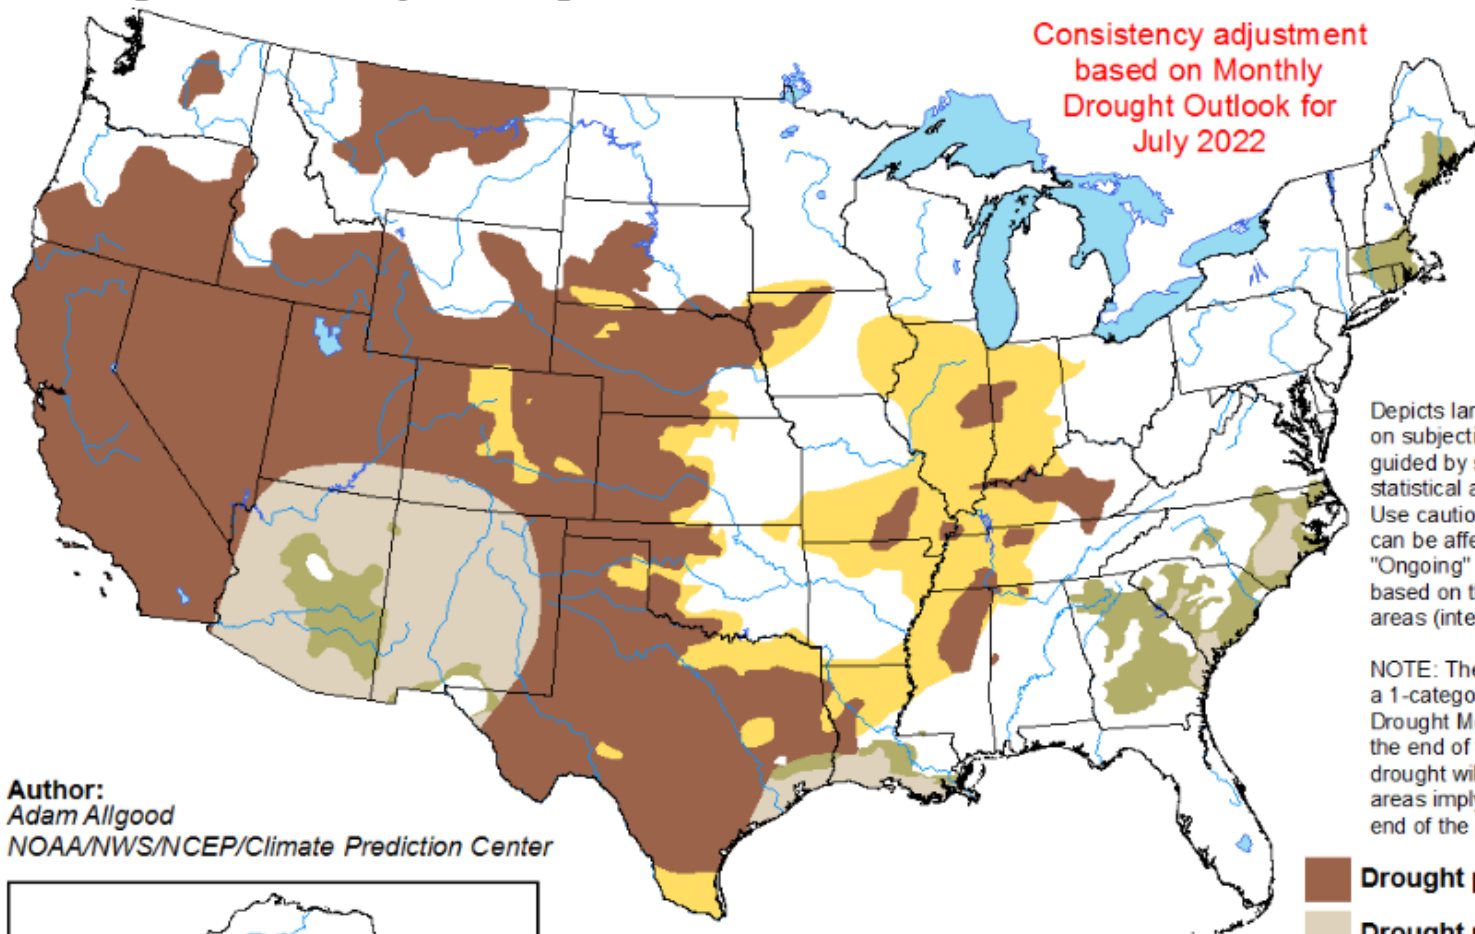 Consistency adjustment
based on Monthly
Drought Outlook for
July 2022
Depicts lar
on subjecti
guided by s
statistical a
Use cautio
can be affe
"Ongoing"
based on t
areas (inte
NOTE: The
a 1-catego
Drought M
the end of
drought wil
areas imply
end of the
Author:
Adam Allgood
NOAA/NWS/NCEP/Climate Prediction Center
Drought p
Drought